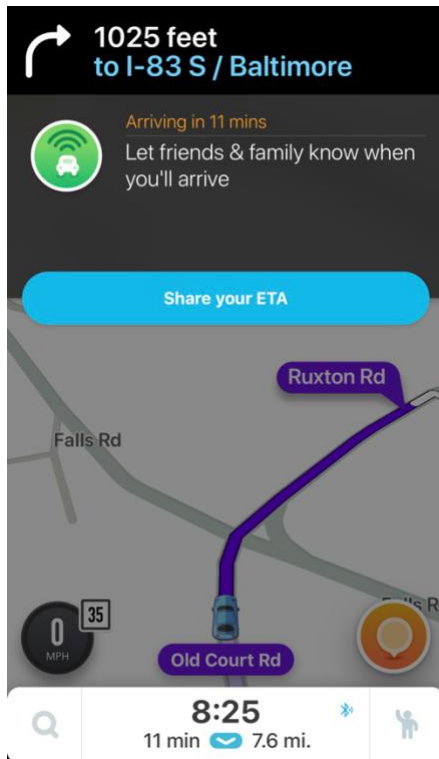 1025 feet
to I-83 S / Baltimore
Arriving in 11 mins
Let friends & family know when
you'll arrive
Share your ETA
Ruxton Rd
Falls Rd
Falls R
35
0
MPH
Old Court Rd
8:25
11 min 7.6 mi.